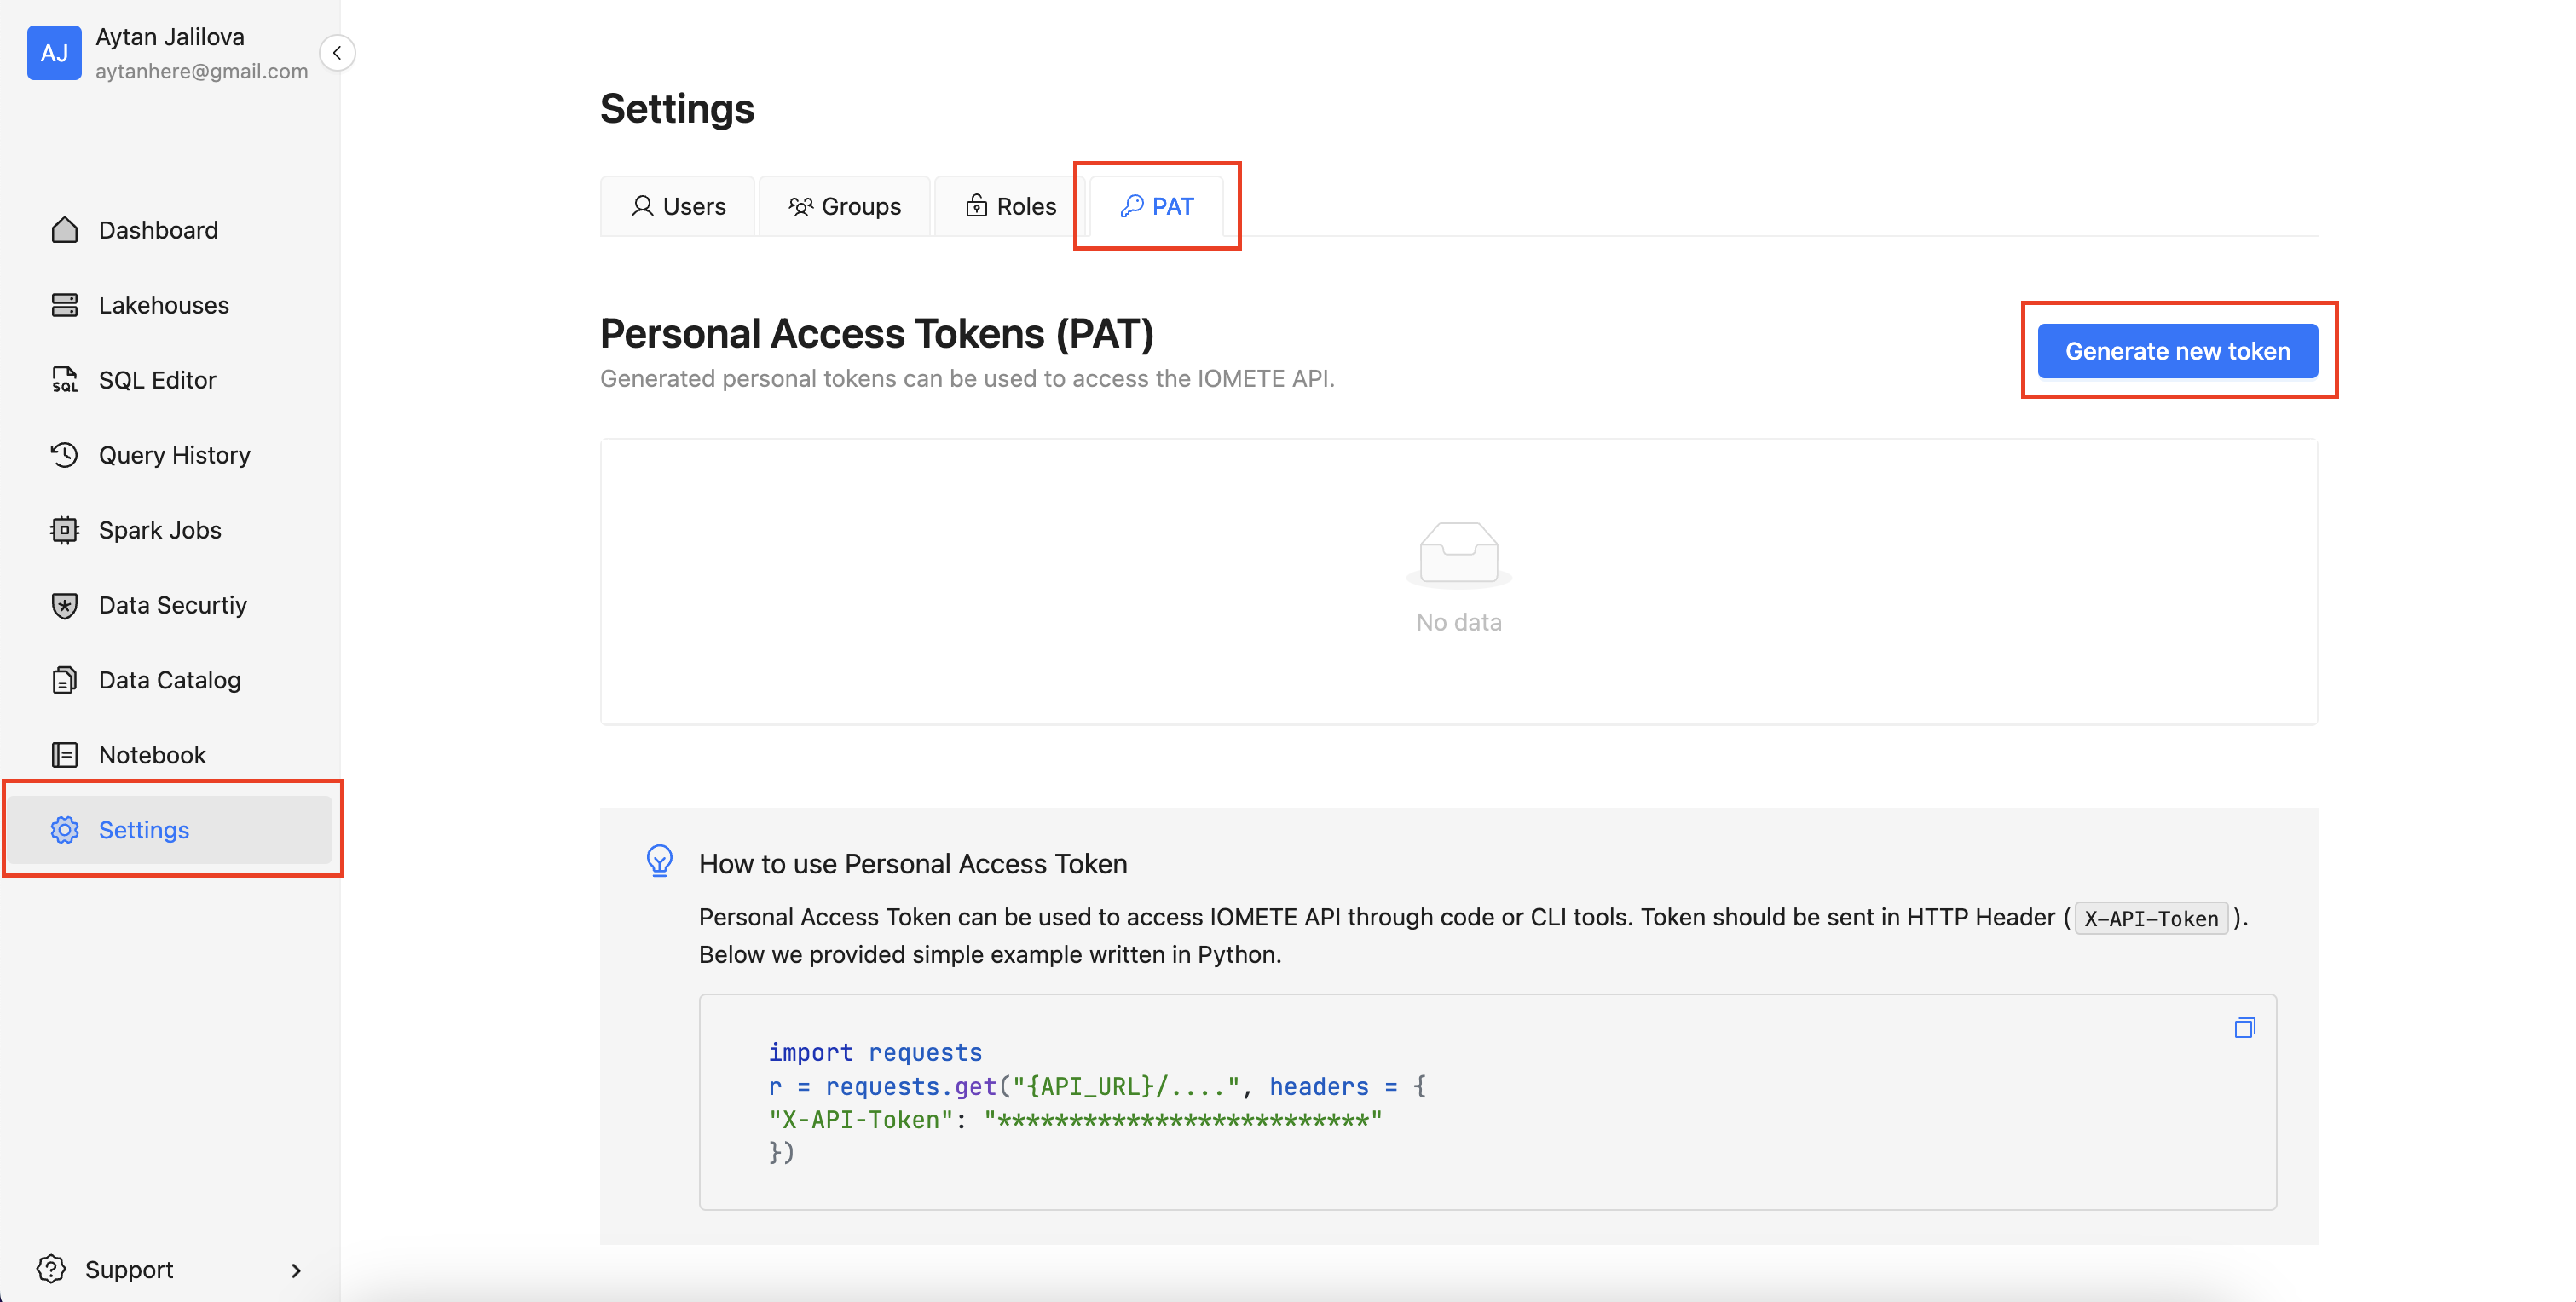 AJ
Aytan Jalilova
aytanhere@gmail.com
Dashboard
Lakehouses
SQL
SQL Editor
Query History
Spark Jobs
Data Securtiy
Data Catalog
Notebook
Settings
Support
Settings
Users
Groups
Roles
PAT
Personal Access Tokens (PAT)
Generated personal tokens can be used to access the IOMETE API.
Generate new token
No data
How to use Personal Access Token
Personal Access Token can be used to access IOMETE API through code or CLI tools. Token should be sent in HTTP Header ( X-API-Token ).
Below we provided simple example written in Python.
import requests
r = requests.get("{API_URL}/....", headers = {
"X-API-Token": "**************************"
})